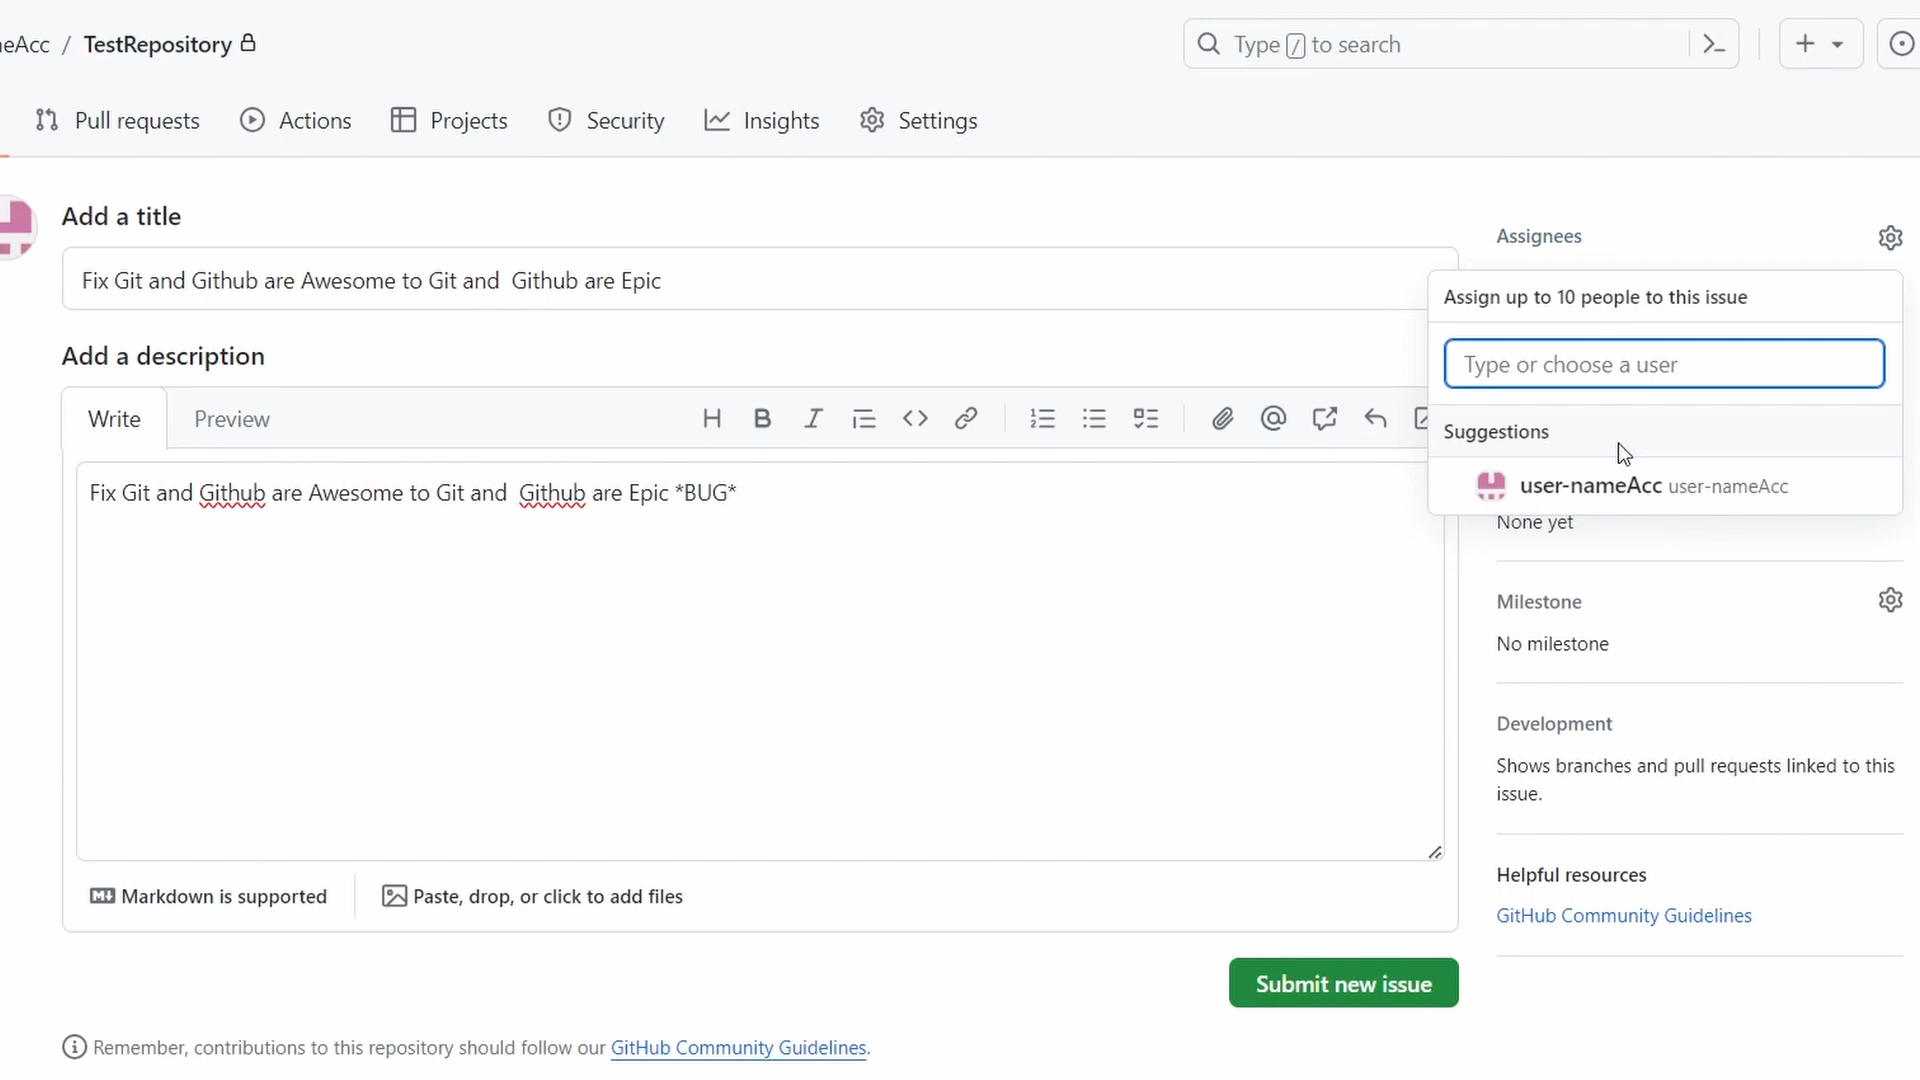 eAcc / TestRepository
Type / to search
Pull requests
Actions
Projects
Security
Insights
Settings
Add a title
Assignees
Fix Git and Github are Awesome to Git and  Github are Epic
Assign up to 10 people to this issue
Type or choose a user
Add a description
Write
Preview
Suggestions
user-nameAcc user-nameAcc
Fix Git and Github are Awesome to Git and  Github are Epic *BUG*
None yet
Milestone
No milestone
Development
Shows branches and pull requests linked to this
issue.
Helpful resources
GitHub Community Guidelines
Markdown is supported
Paste, drop, or click to add files
Submit new issue
Remember, contributions to this repository should follow our GitHub Community Guidelines.